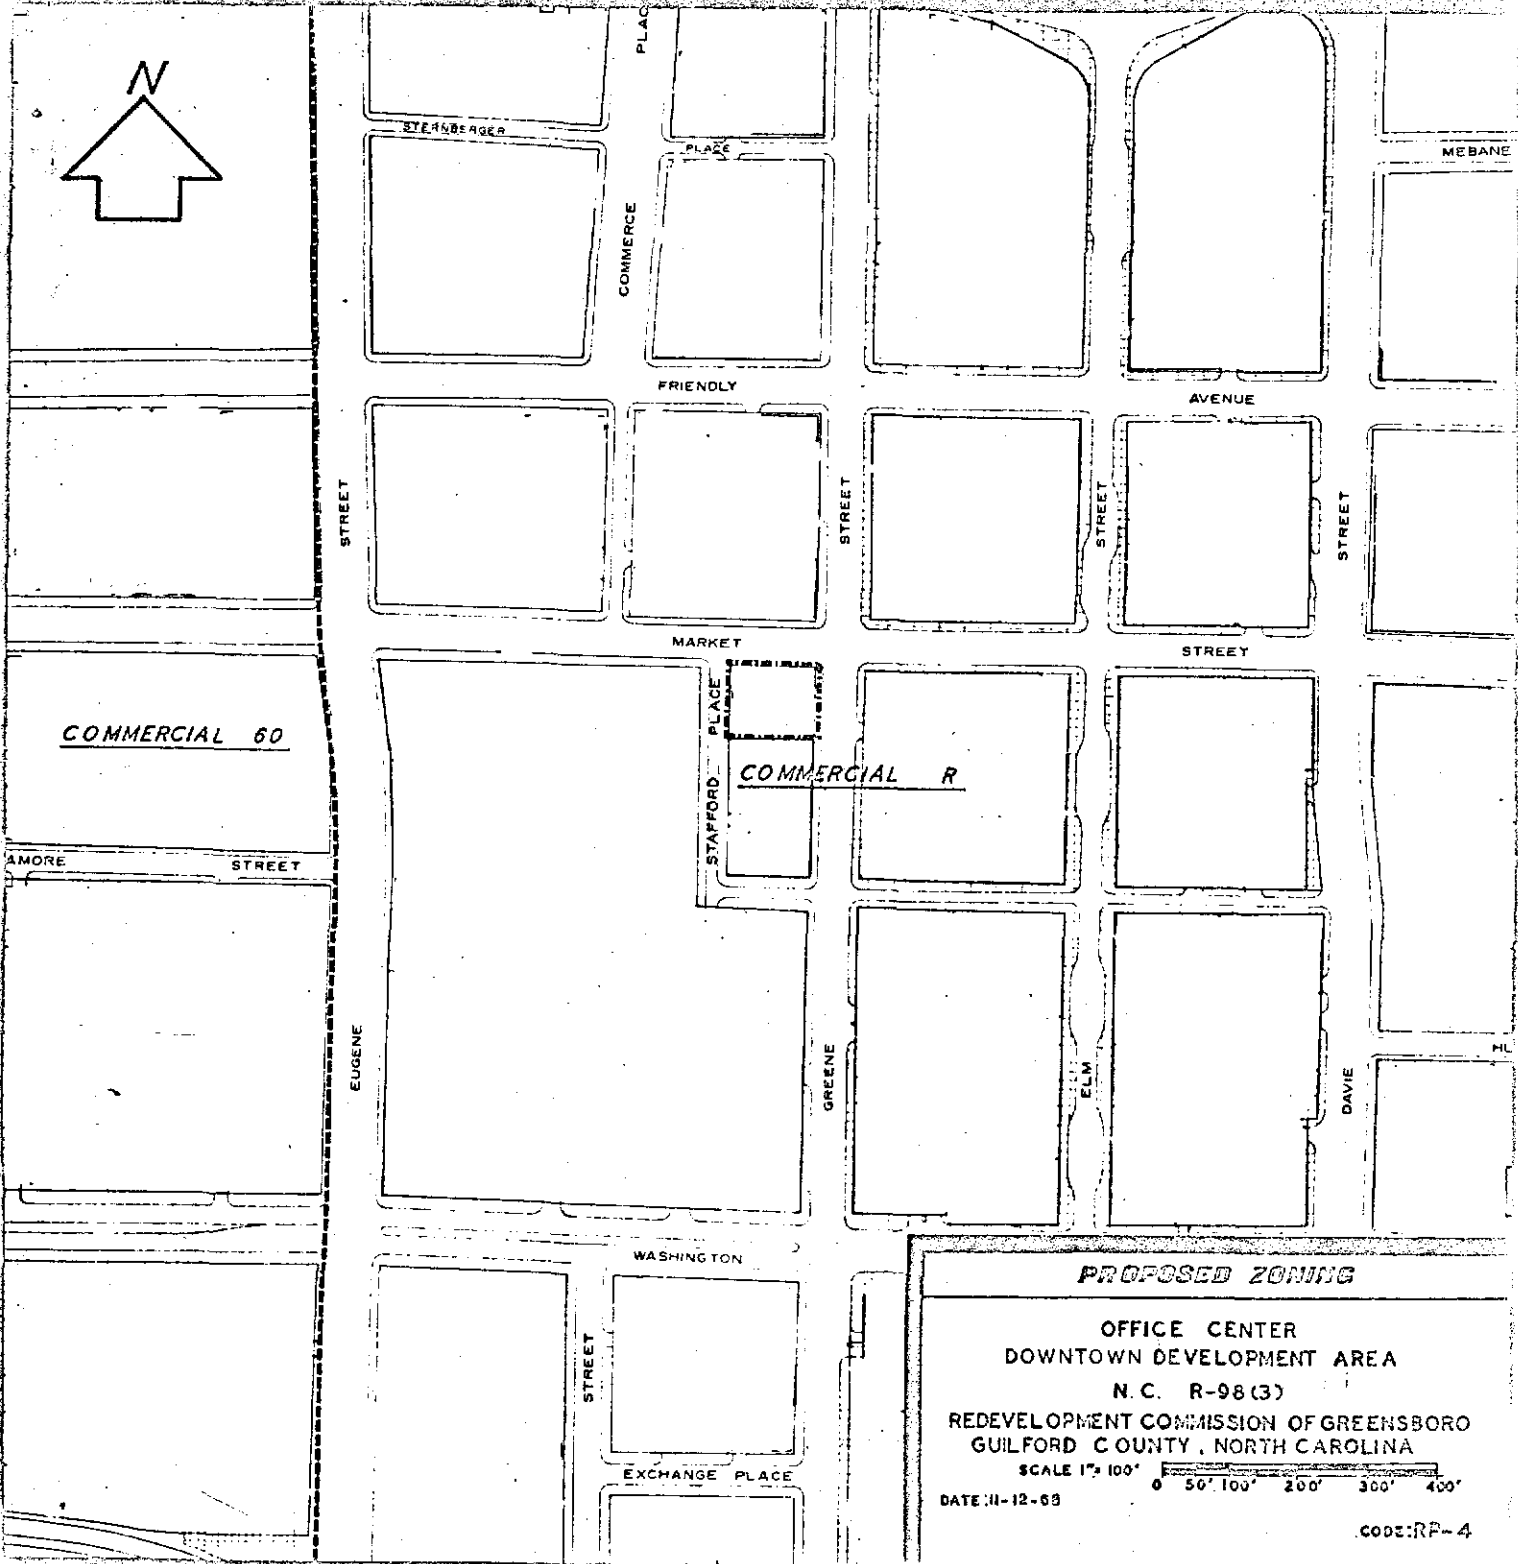 N
PLAC
STERNBERGER
PLACE
MEBANE
COMMERCE
FRIENDLY
AVENUE
STREET
STREET
STREET
STREET
MARKET
STREET
COMMERCIAL 60
STAFFORD PLACE
COMMERCIAL R
AMORE STREET
EUGENE
GREENE
ELM
DAVIE
HU
WASHINGTON
STREET
EXCHANGE PLACE
PROPOSED ZONING
OFFICE CENTER
DOWNTOWN DEVELOPMENT AREA
N. C. R-98(3)
REDEVELOPMENT COMMISSION OF GREENSBORO
GUILFORD COUNTY, NORTH CAROLINA
SCALE 1"= 100'
0 50' 100' 200' 300' 400'
DATE:
CODE:RP-4